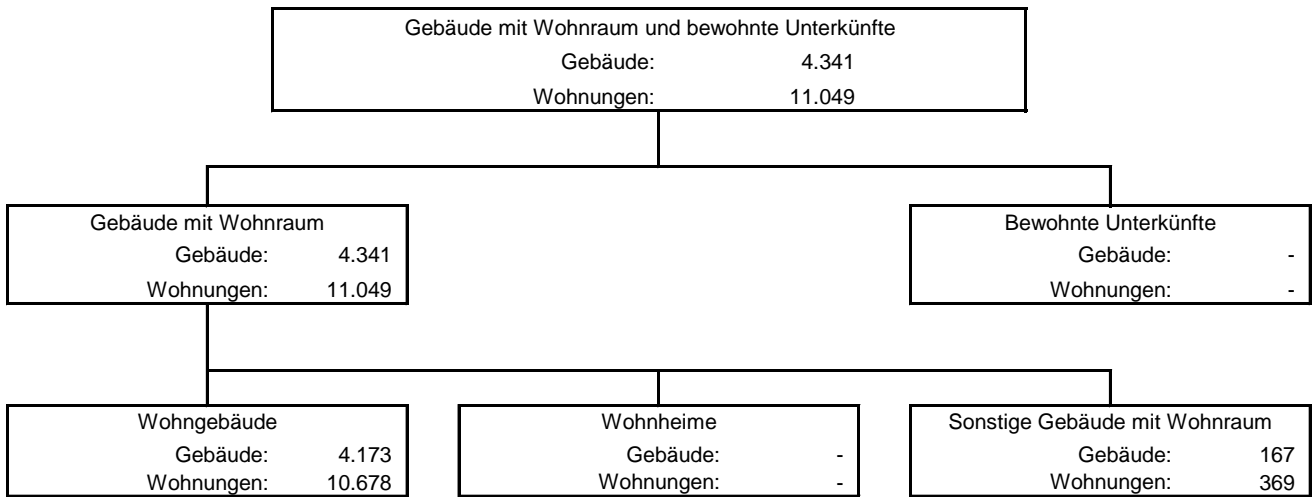 Gebäude mit Wohnraum und bewohnte Unterkünfte
Gebäude: 4.341
Wohnungen: 11.049
Gebäude mit Wohnraum
Gebäude: 4.341
Wohnungen: 11.049
Bewohnte Unterkünfte
Gebäude: -
Wohnungen: -
Wohngebäude
Gebäude: 4.173
Wohnungen: 10.678
Wohnheime
Gebäude: -
Wohnungen: -
Sonstige Gebäude mit Wohnraum
Gebäude: 167
Wohnungen: 369